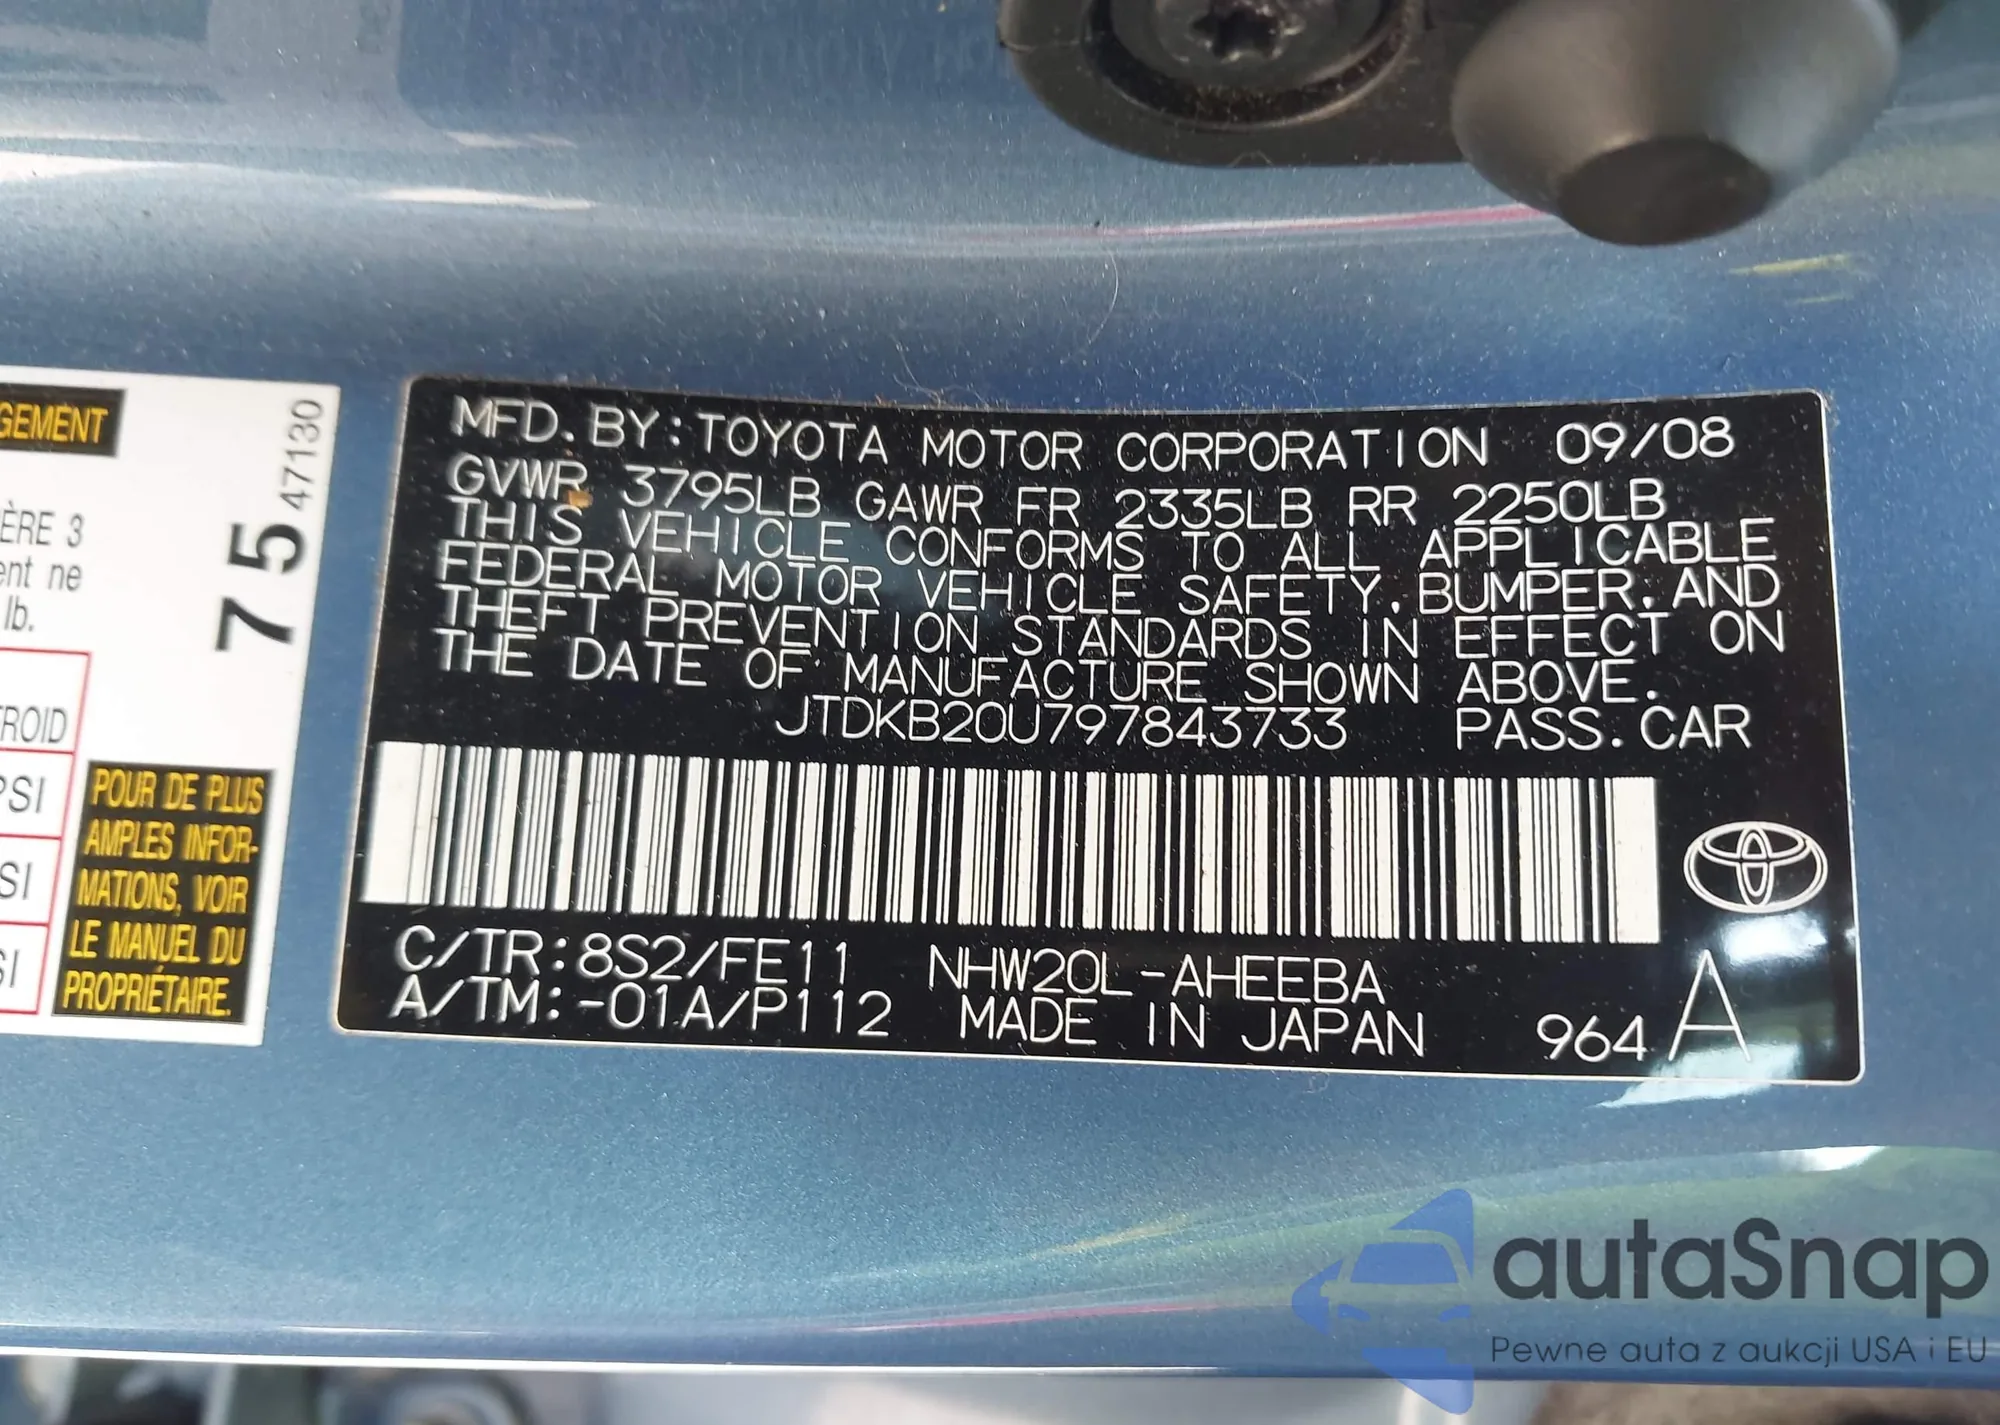 GEMENT
47130
75
ÈRE 3
ent ne
lb.
ROID
PSI
SI
SI
POUR DE PLUS
AMPLES INFOR-
MATIONS, VOIR
LE MANUEL DU
PROPRIÉTAIRE.
MFD. BY: TOYOTA MOTOR CORPORATION 09/08
GVWR 3795LB GAWR FR 2335LB RR 2250LB
THIS VEHICLE CONFORMS TO ALL APPLICABLE
FEDERAL MOTOR VEHICLE SAFETY, BUMPER, AND
THEFT PREVENTION STANDARDS IN EFFECT ON
THE DATE OF MANUFACTURE SHOWN ABOVE.
JTDKB20U797843733 PASS. CAR
C/TR: 8S2/FE11 NHW20L-AHEEBA
A/TM: -01A/P112 MADE IN JAPAN 964 A
autaSnap
Pewne auta z aukcji USA i EU